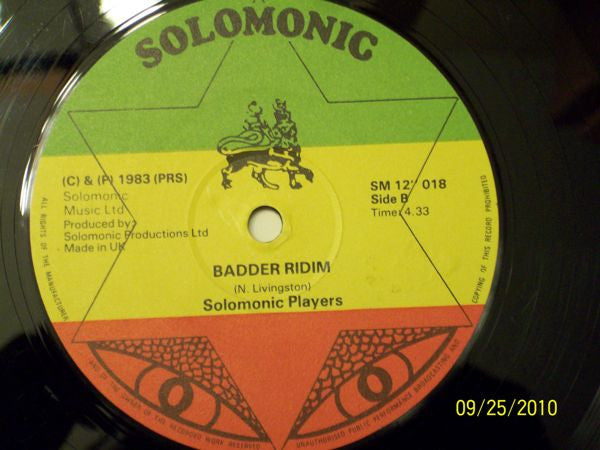 SOLOMONIC
(C) & (P) 1983 (PRS)
Solomonic
Music Ltd
Produced by:
Solomonic Productions Ltd
Made in UK
SM 12" 018
Side B
Time: 4.33
BADDER RIDIM
(N. Livingston)
Solomonic Players
ALL RIGHTS OF THE MANUFACTURER
AND OF THE OWNER OF THE RECORDED WORK RESERVED
UNAUTHORISED PUBLIC PERFORMANCE BROADCASTING AND
COPYING OF THIS RECORD PROHIBITED
09/25/2010